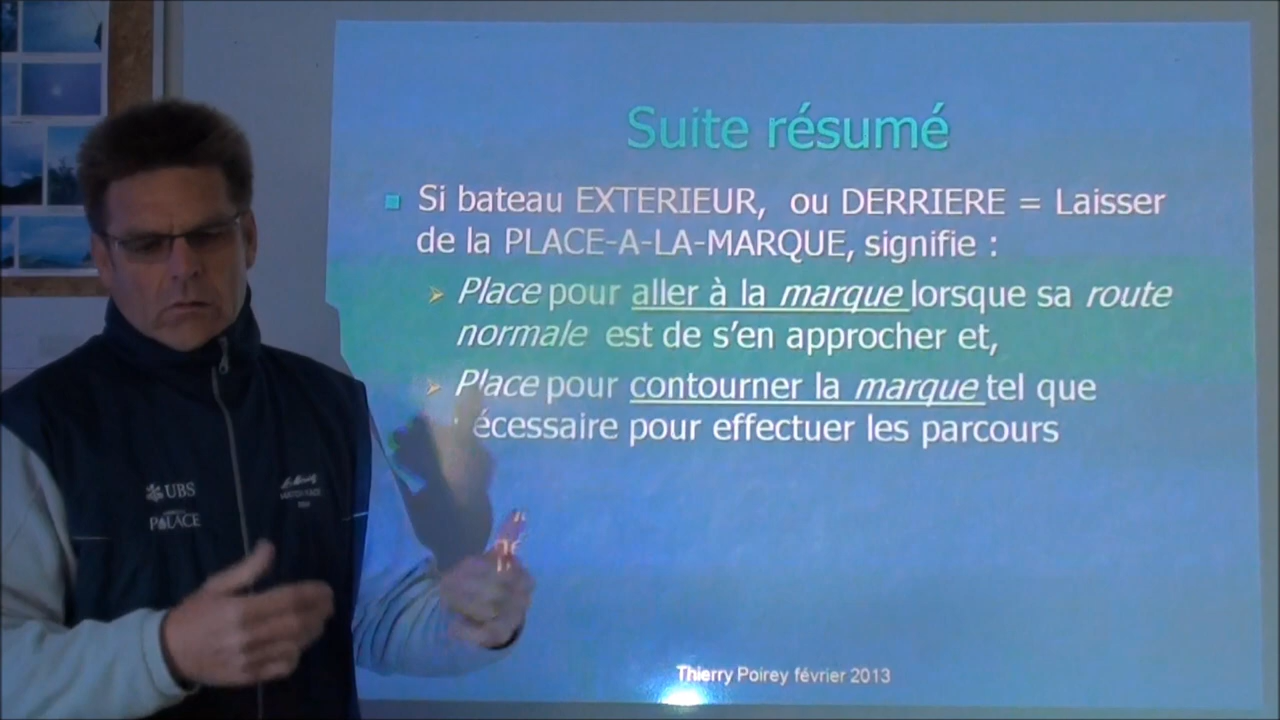 Suite résumé
Si bateau EXTERIEUR, ou DERRIERE = Laisser
de la PLACE-A-LA-MARQUE, signifie :
Place pour aller à la marque lorsque sa route
normale est de s'en approcher et,
Place pour contourner la marque tel que
écessaire pour effectuer les parcours
UBS
PALACE
Thierry Poirey février 2013